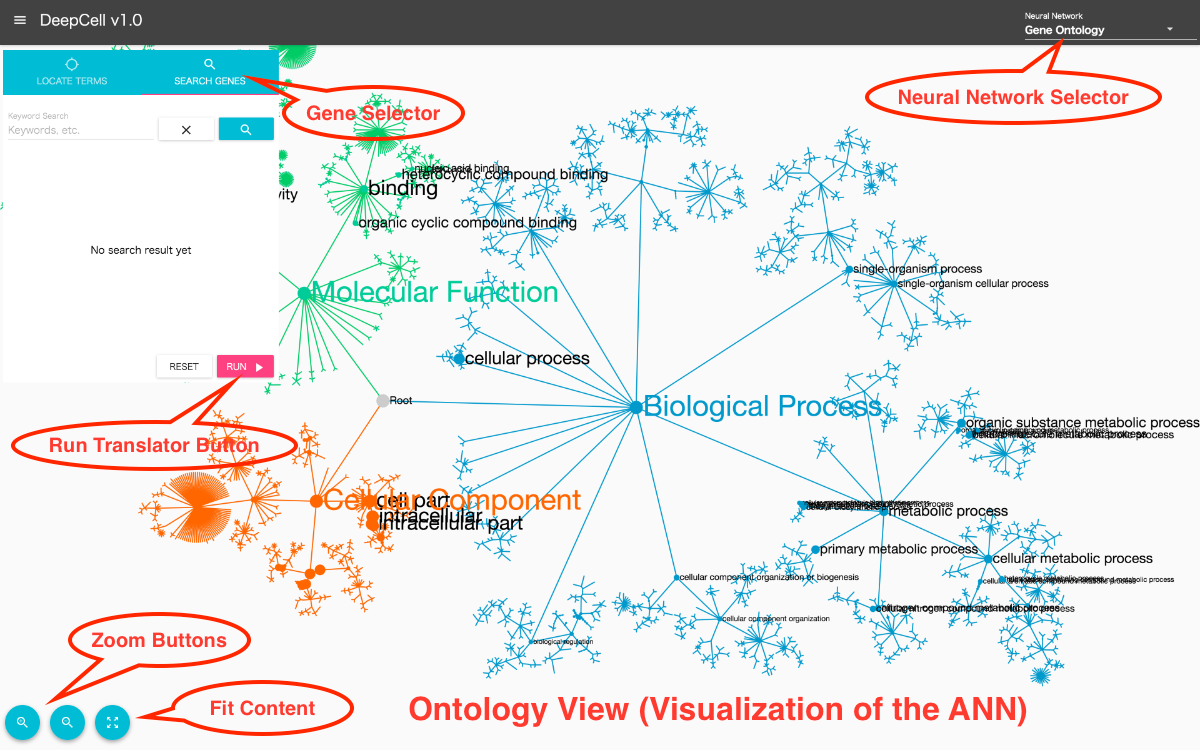 DeepCell v1.0
Neural Network
Gene Ontology
LOCATE TERMS
SEARCH GENES
Gene Selector
Neural Network Selector
Keyword Search
Keywords, etc.
No search result yet
RESET
RUN
Run Translator Button
vity
nucleic acid binding
heterocyclic compound binding
binding
organic cyclic compound binding
Molecular Function
single-organism process
single-organism cellular process
cellular process
Root
Biological Process
organic substance metabolic process
Cellular Component
cell part
intracellular
intracellular part
metabolic process
primary metabolic process
cellular metabolic process
cellular component organization or biogenesis
cellular component organization
biological regulation
Zoom Buttons
Fit Content
Ontology View (Visualization of the ANN)